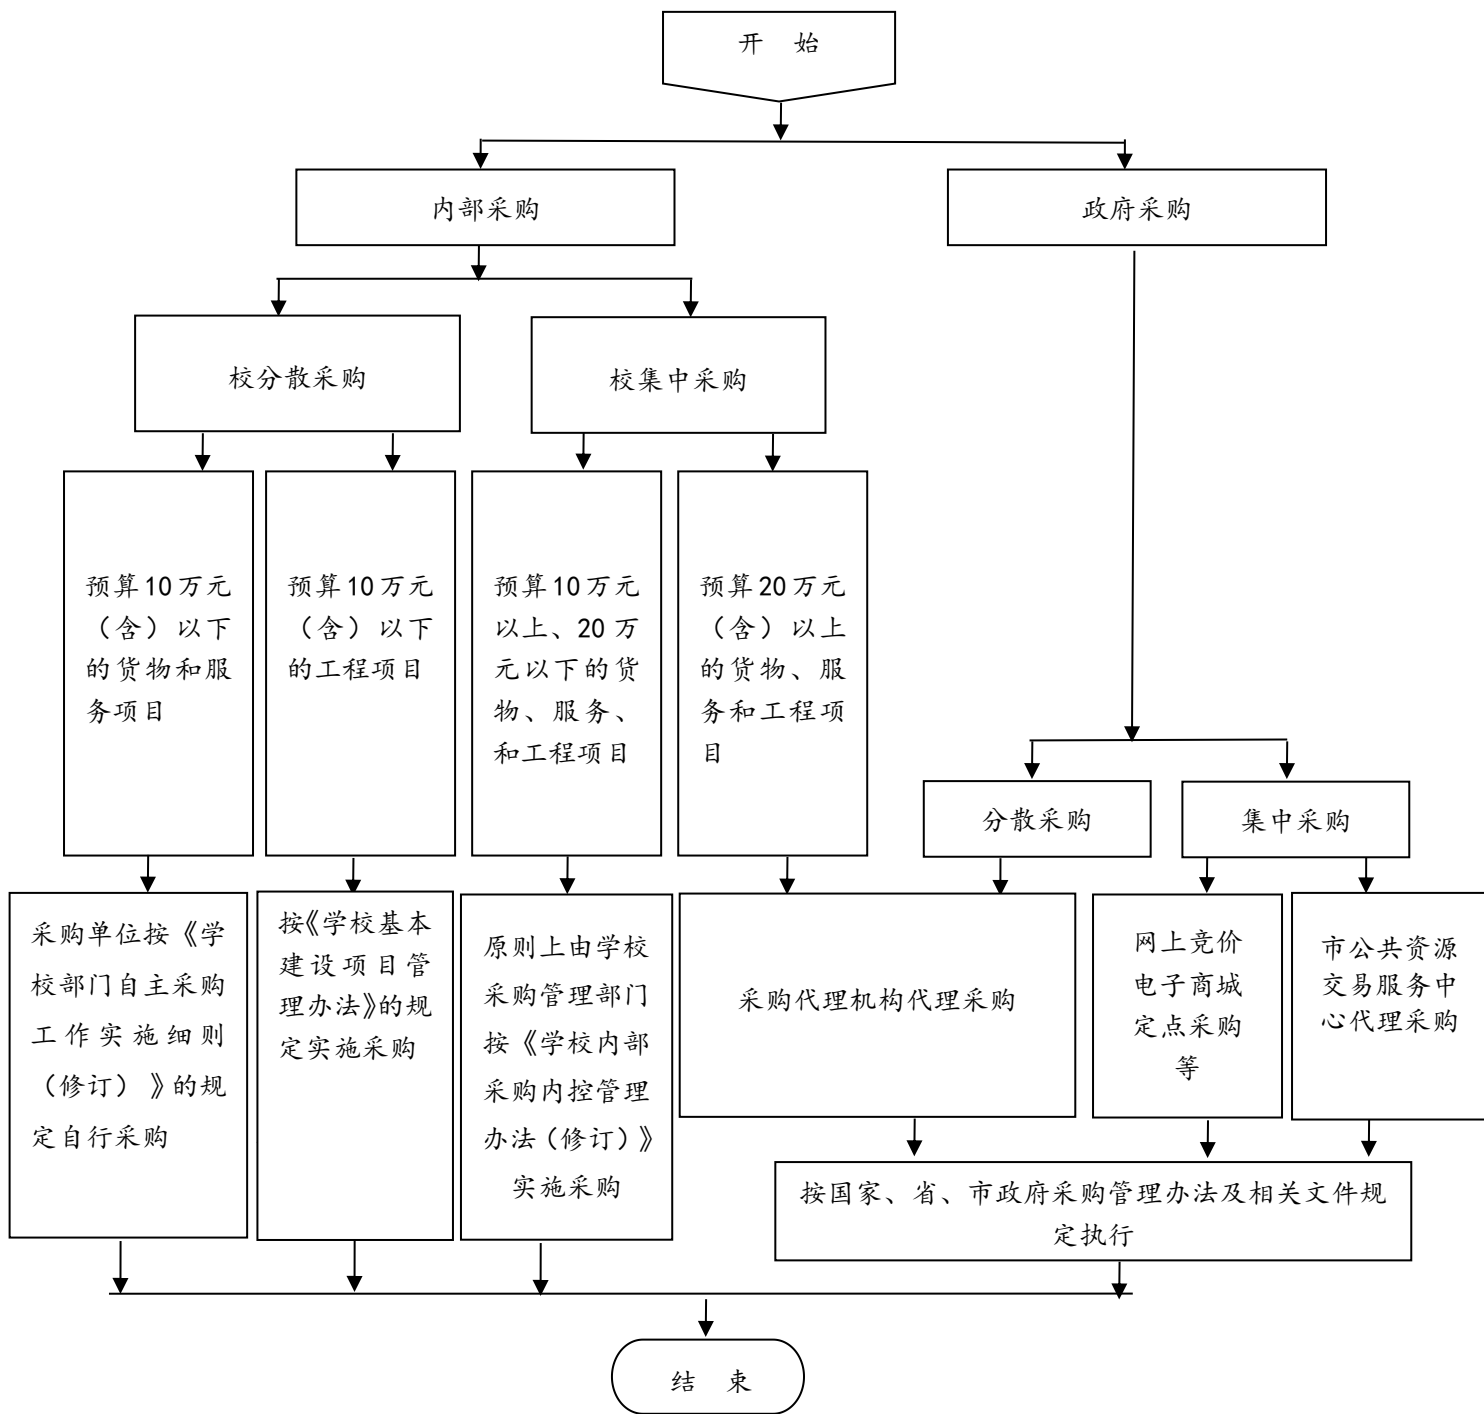 开 始
内部采购
政府采购
校分散采购
校集中采购
预算10万元
（含）以下
的货物和服
务项目
预算10万元
（含）以下
的工程项目
预算10万元
以上、20万
元以下的货
物、服务、
和工程项目
预算20万元
（含）以上
的货物、服
务和工程项
目
分散采购
集中采购
采购单位按《学
校部门自主采购
工作实施细则
（修订）》的规
定自行采购
按《学校基本
建设项目管
理办法》的规
定实施采购
原则上由学校
采购管理部门
按《学校内部
采购内控管理
办法（修订）》
实施采购
采购代理机构代理采购
网上竞价
电子商城
定点采购
等
市公共资源
交易服务中
心代理采购
按国家、省、市政府采购管理办法及相关文件规
定执行
结 束